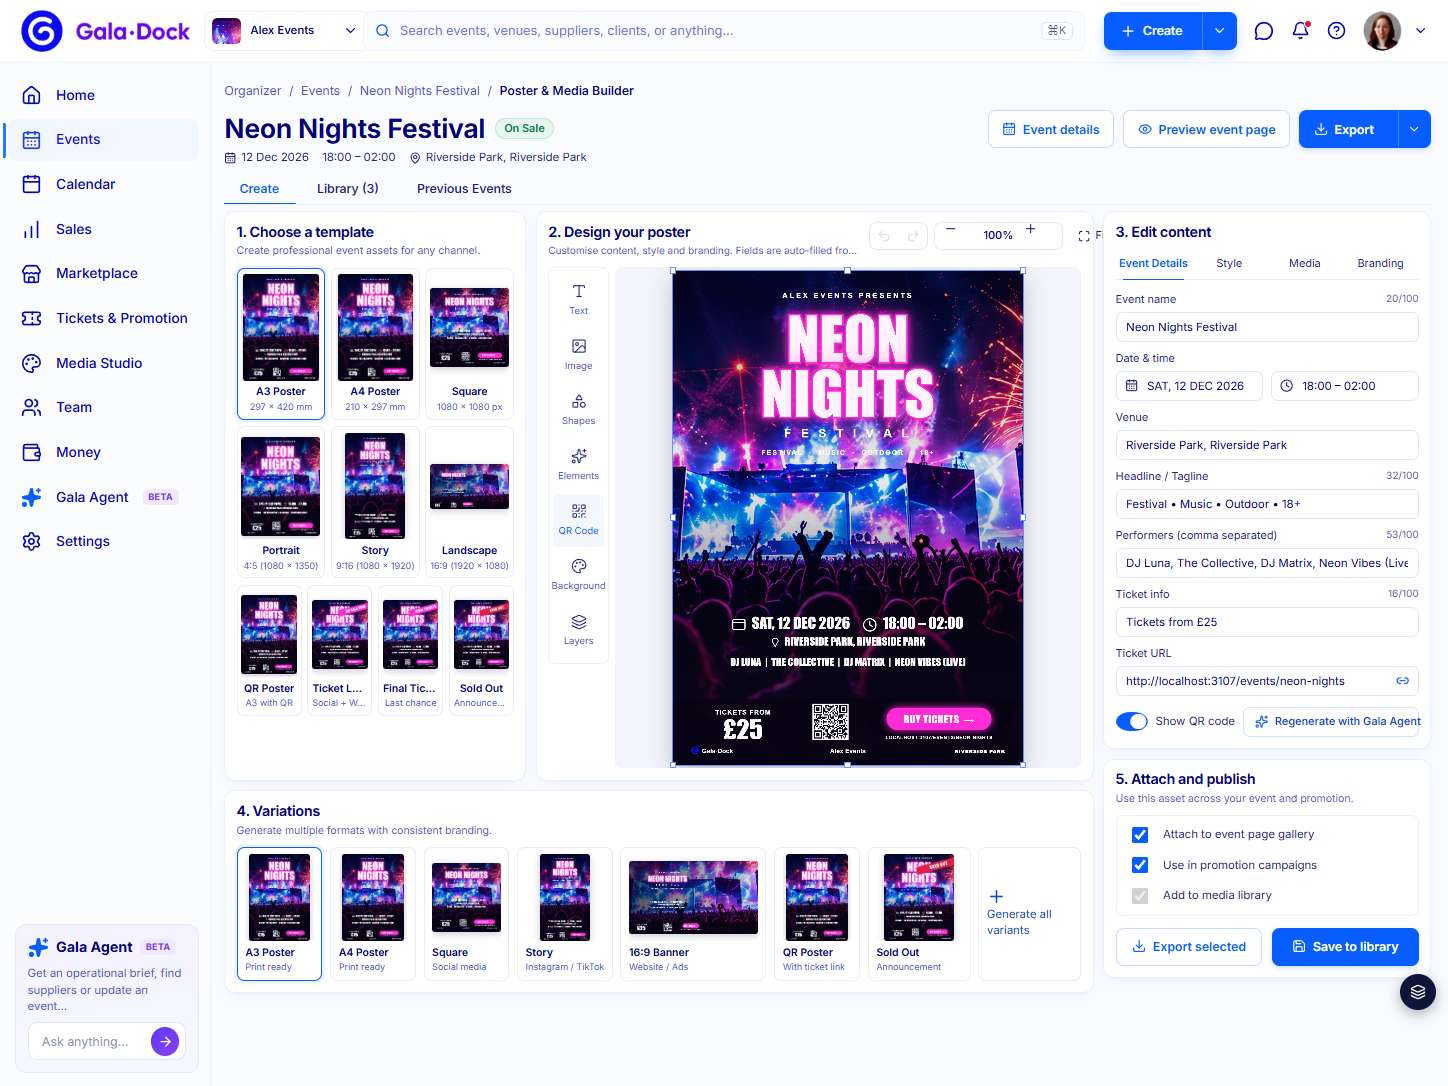 Gala·Dock
Alex Events
Search events, venues, suppliers, clients, or anything...
⌘K
Create
Home
Events
Calendar
Sales
Marketplace
Tickets & Promotion
Media Studio
Team
Money
Gala Agent BETA
Settings
Gala Agent BETA
Get an operational brief, find
suppliers or update an
event...
Ask anything...
Organizer / Events / Neon Nights Festival / Poster & Media Builder
Neon Nights Festival On Sale
12 Dec 2026 18:00 – 02:00 Riverside Park, Riverside Park
Event details
Preview event page
Export
Create
Library (3)
Previous Events
1. Choose a template
Create professional event assets for any channel.
A3 Poster
297 × 420 mm
A4 Poster
210 × 297 mm
Square
1080 × 1080 px
Portrait
4:5 (1080 × 1350)
Story
9:16 (1080 × 1920)
Landscape
16:9 (1920 × 1080)
QR Poster
A3 with QR
Ticket L...
Social + W...
Final Tic...
Last chance
Sold Out
Announce...
2. Design your poster
Customise content, style and branding. Fields are auto-filled fro...
100%
Text
Image
Shapes
Elements
QR Code
Background
Layers
ALEX EVENTS PRESENTS
NEON
NIGHTS
FESTIVAL
FESTIVAL • MUSIC • OUTDOOR • 18+
SAT, 12 DEC 2026 18:00 – 02:00
RIVERSIDE PARK, RIVERSIDE PARK
DJ LUNA | THE COLLECTIVE | DJ MATRIX | NEON VIBES (LIVE)
TICKETS FROM
£25
BUY TICKETS →
LOCALHOST:3107/EVENTS/NEON-NIGHTS
Gala·Dock
Alex Events
RIVERSIDE PARK
3. Edit content
Event Details
Style
Media
Branding
Event name 20/100
Neon Nights Festival
Date & time
SAT, 12 DEC 2026
18:00 – 02:00
Venue
Riverside Park, Riverside Park
Headline / Tagline 32/100
Festival • Music • Outdoor • 18+
Performers (comma separated) 53/100
DJ Luna, The Collective, DJ Matrix, Neon Vibes (Live
Ticket info 16/100
Tickets from £25
Ticket URL
http://localhost:3107/events/neon-nights
Show QR code
Regenerate with Gala Agent
4. Variations
Generate multiple formats with consistent branding.
A3 Poster
Print ready
A4 Poster
Print ready
Square
Social media
Story
Instagram / TikTok
16:9 Banner
Website / Ads
QR Poster
With ticket link
Sold Out
Announcement
Generate all
variants
5. Attach and publish
Use this asset across your event and promotion.
Attach to event page gallery
Use in promotion campaigns
Add to media library
Export selected
Save to library